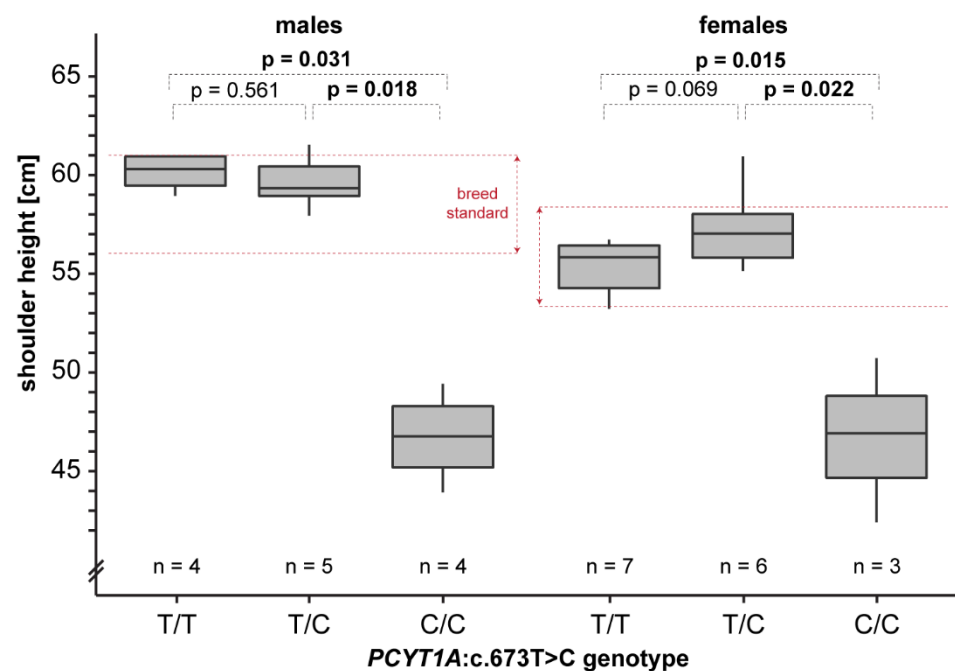 males
females
p = 0.031
p = 0.015
p = 0.561
p = 0.018
p = 0.069
p = 0.022
65
60
55
50
45
shoulder height [cm]
breed
standard
n = 4
n = 5
n = 4
n = 7
n = 6
n = 3
T/T
T/C
C/C
T/T
T/C
C/C
PCYT1A:c.673T>C genotype